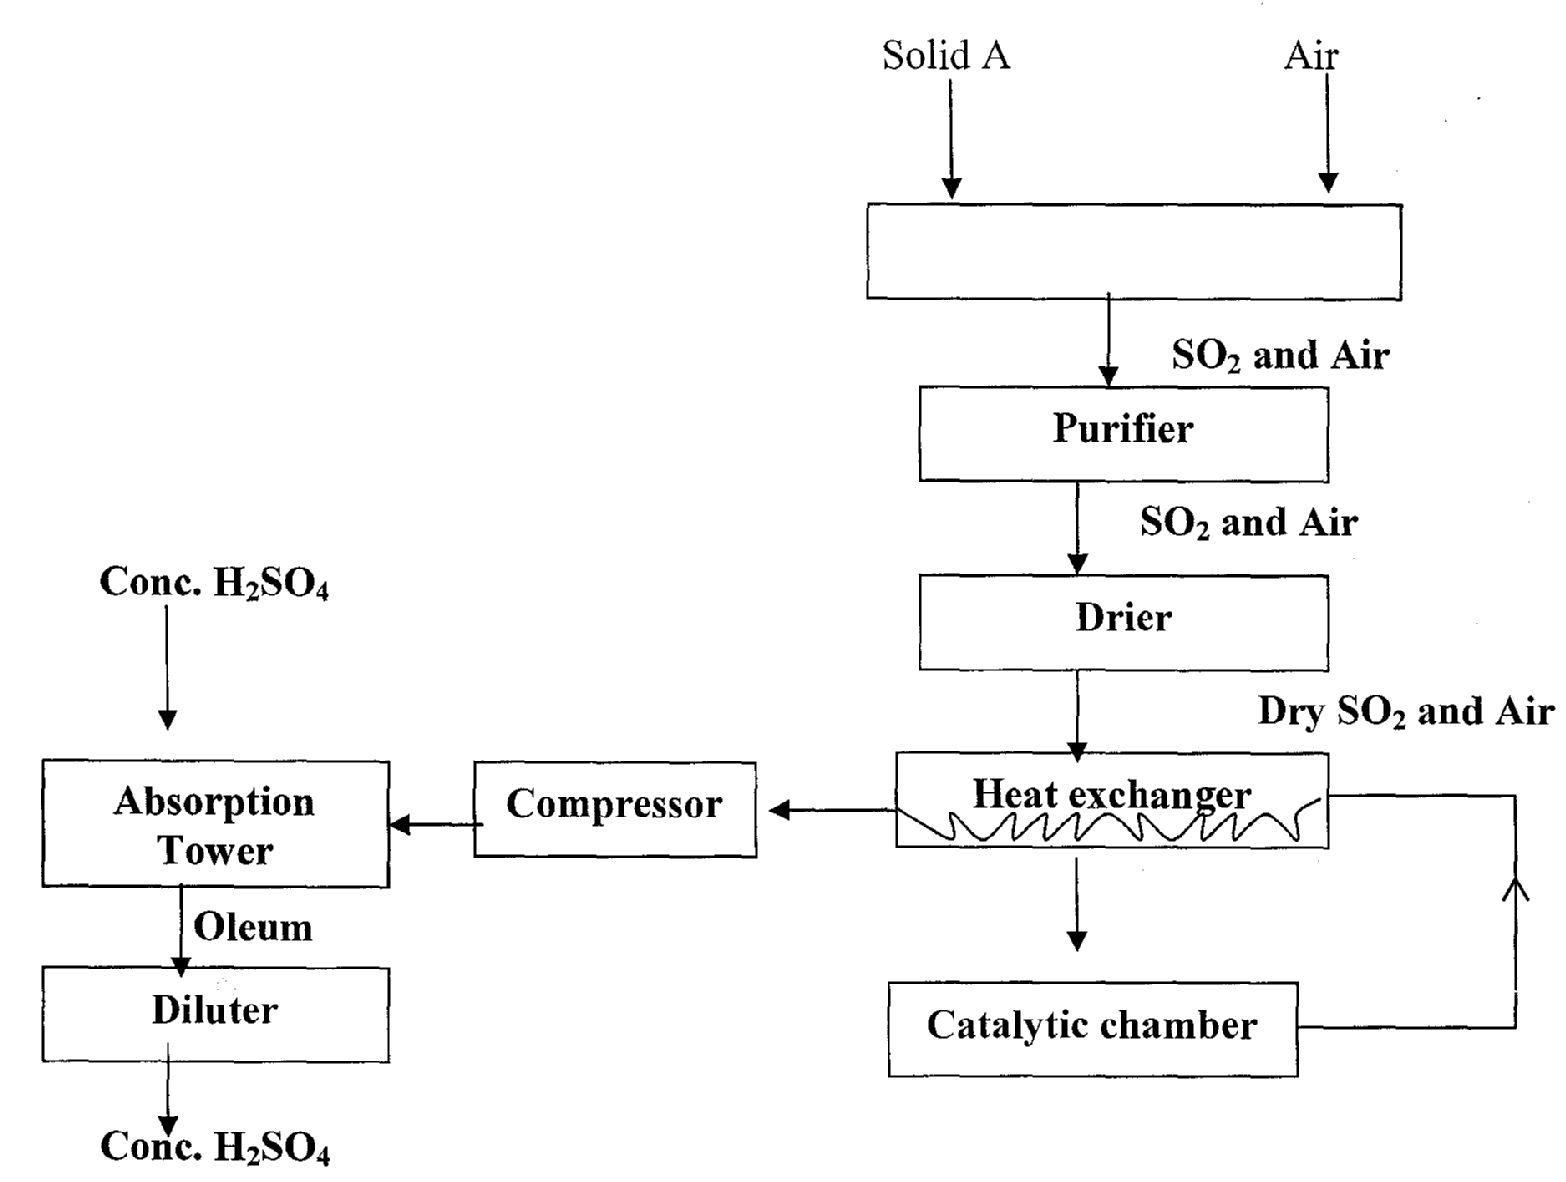 Solid A
Air
SO₂ and Air
Purifier
SO₂ and Air
Conc. H₂SO₄
Drier
Dry SO₂ and Air
Absorption
Tower
Compressor
Heat exchanger
Oleum
Diluter
Catalytic chamber
Conc. H₂SO₄